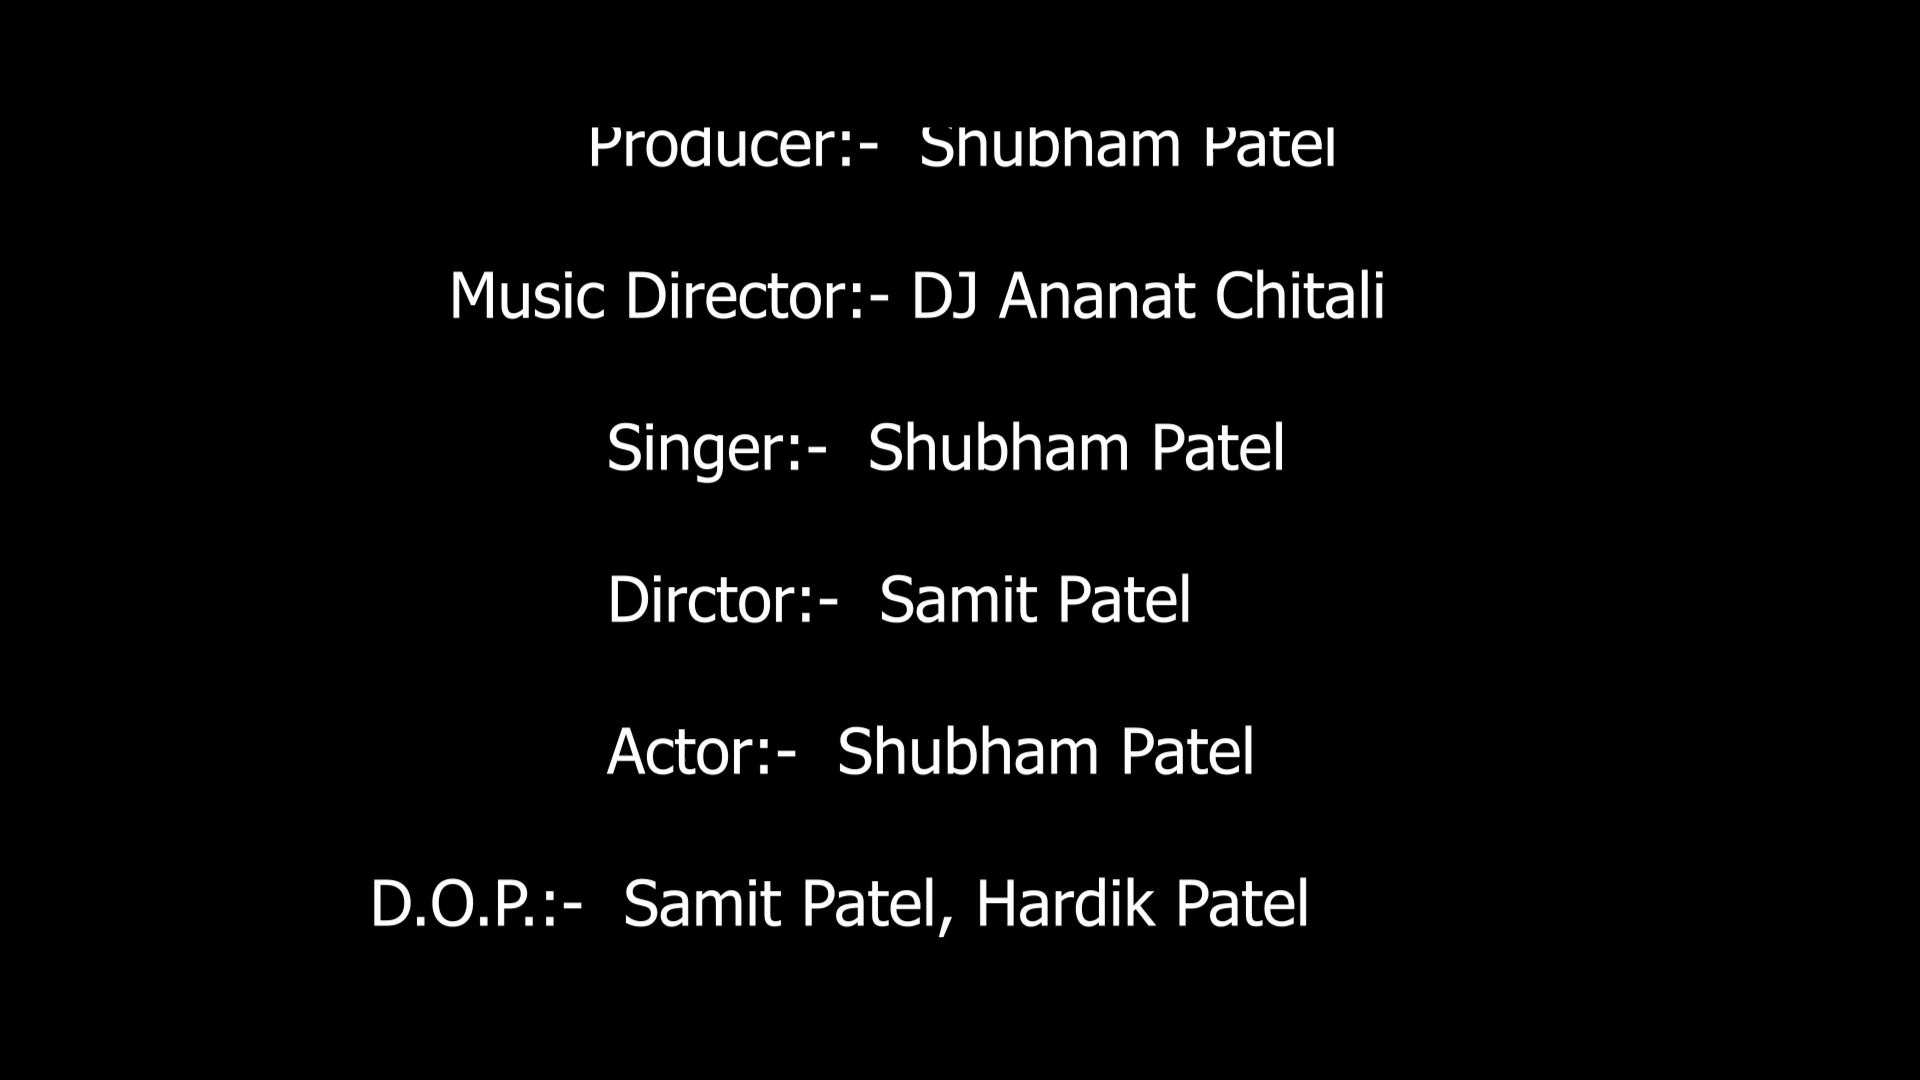 Producer:- Shubham Patel
Music Director:- DJ Ananat Chitali
Singer:- Shubham Patel
Dirctor:- Samit Patel
Actor:- Shubham Patel
D.O.P.:- Samit Patel, Hardik Patel